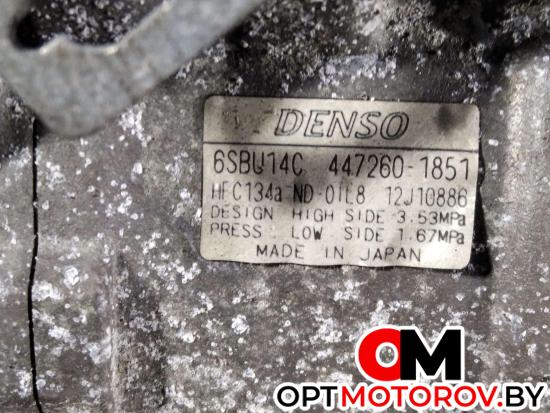 DENSO
6SBU14C 447260-1851
HFC134a ND-OIL8 12J10886
DESIGN HIGH SIDE 3.53MPa
PRESS. LOW SIDE 1.67MPa
MADE IN JAPAN
OM
OPTMOTOROV.BY